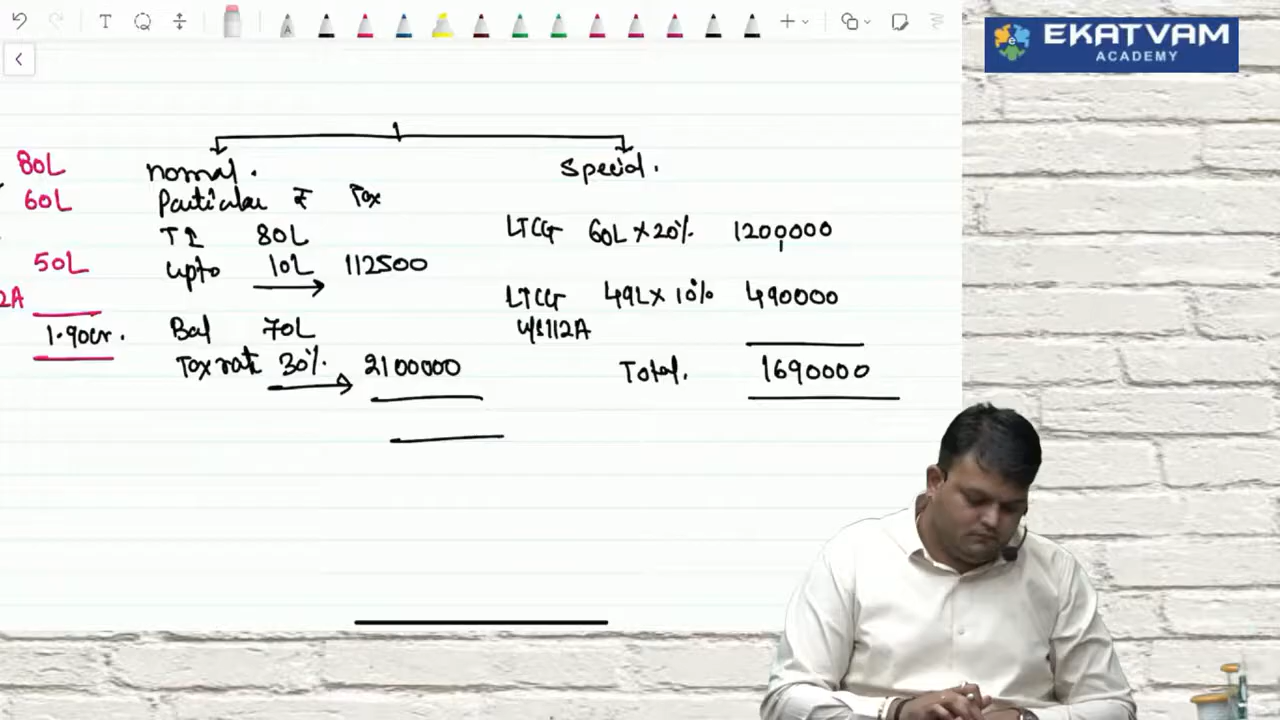 EKATVAM
ACADEMY
80L
60L
50L
2A
1.90cr.
normal.
Particular ₹ Tax
TI 80L
upto 10L 112500
Bal 70L
Tax rate 30% 2100000
Special.
LTCG 60L X 20% 1200000
LTCG 49L X 10% 490000
u/s 112A
Total. 1690000